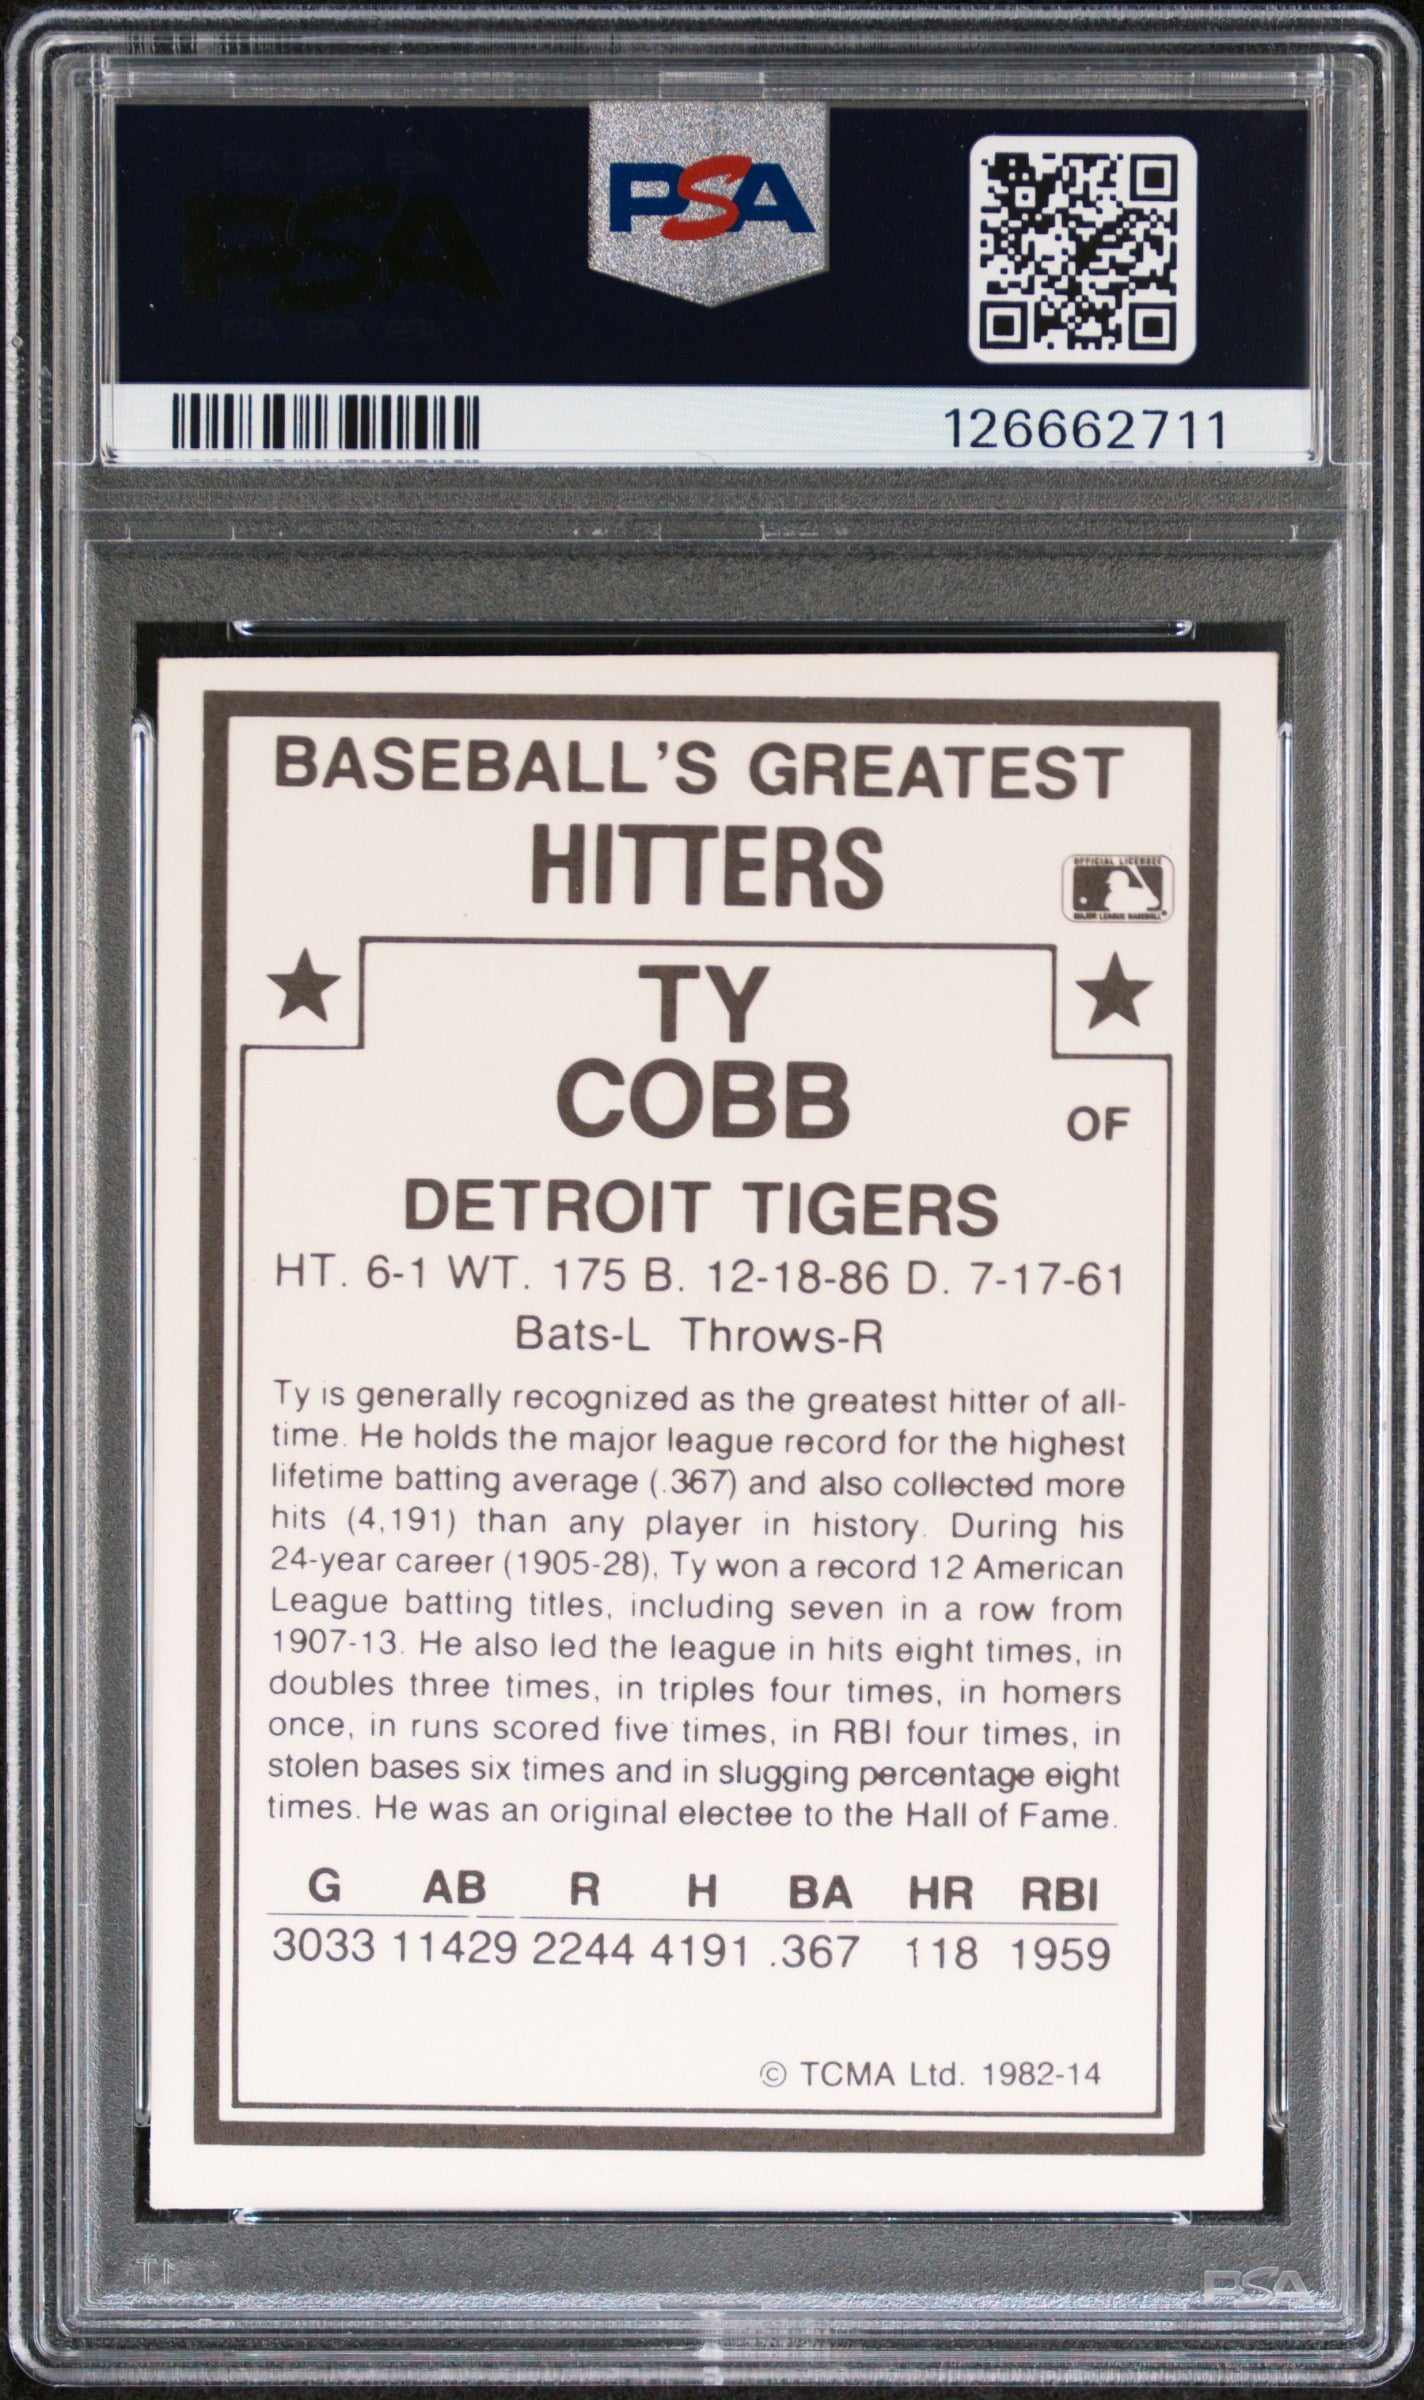 PSA
PSA
126662711
BASEBALL'S GREATEST
HITTERS
OFFICIAL LICENSEE
MAJOR LEAGUE BASEBALL
TY
COBB
OF
DETROIT TIGERS
HT. 6-1 WT. 175 B. 12-18-86 D. 7-17-61
Bats-L Throws-R
Ty is generally recognized as the greatest hitter of all-
time. He holds the major league record for the highest
lifetime batting average (.367) and also collected more
hits (4,191) than any player in history. During his
24-year career (1905-28), Ty won a record 12 American
League batting titles, including seven in a row from
1907-13. He also led the league in hits eight times, in
doubles three times, in triples four times, in homers
once, in runs scored five times, in RBI four times, in
stolen bases six times and in slugging percentage eight
times. He was an original electee to the Hall of Fame.
G AB R H BA HR RBI
3033 11429 2244 4191 .367 118 1959
© TCMA Ltd. 1982-14
PSA